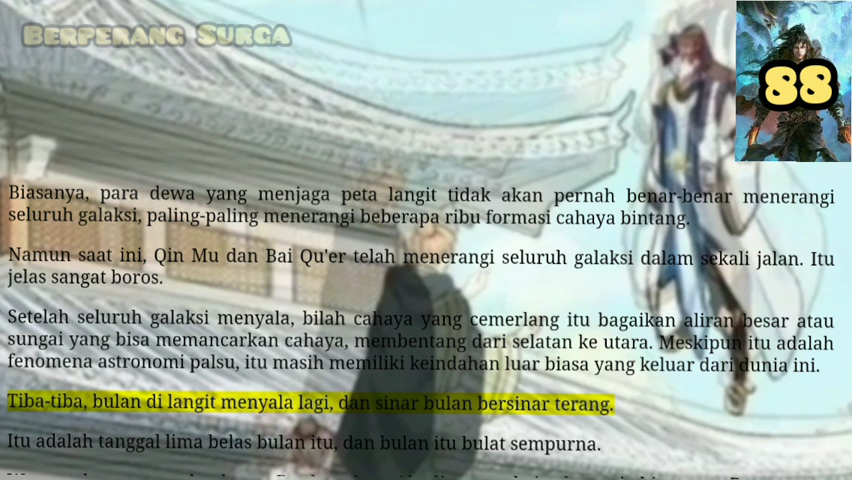 Berperang Surga
88
Biasanya, para dewa yang menjaga peta langit tidak akan pernah benar-benar menerangi
seluruh galaksi, paling-paling menerangi beberapa ribu formasi cahaya bintang.
Namun saat ini, Qin Mu dan Bai Qu'er telah menerangi seluruh galaksi dalam sekali jalan. Itu
jelas sangat boros.
Setelah seluruh galaksi menyala, bilah cahaya yang cemerlang itu bagaikan aliran besar atau
sungai yang bisa memancarkan cahaya, membentang dari selatan ke utara. Meskipun itu adalah
fenomena astronomi palsu, itu masih memiliki keindahan luar biasa yang keluar dari dunia ini.
Tiba-tiba, bulan di langit menyala lagi, dan sinar bulan bersinar terang.
Itu adalah tanggal lima belas bulan itu, dan bulan itu bulat sempurna.